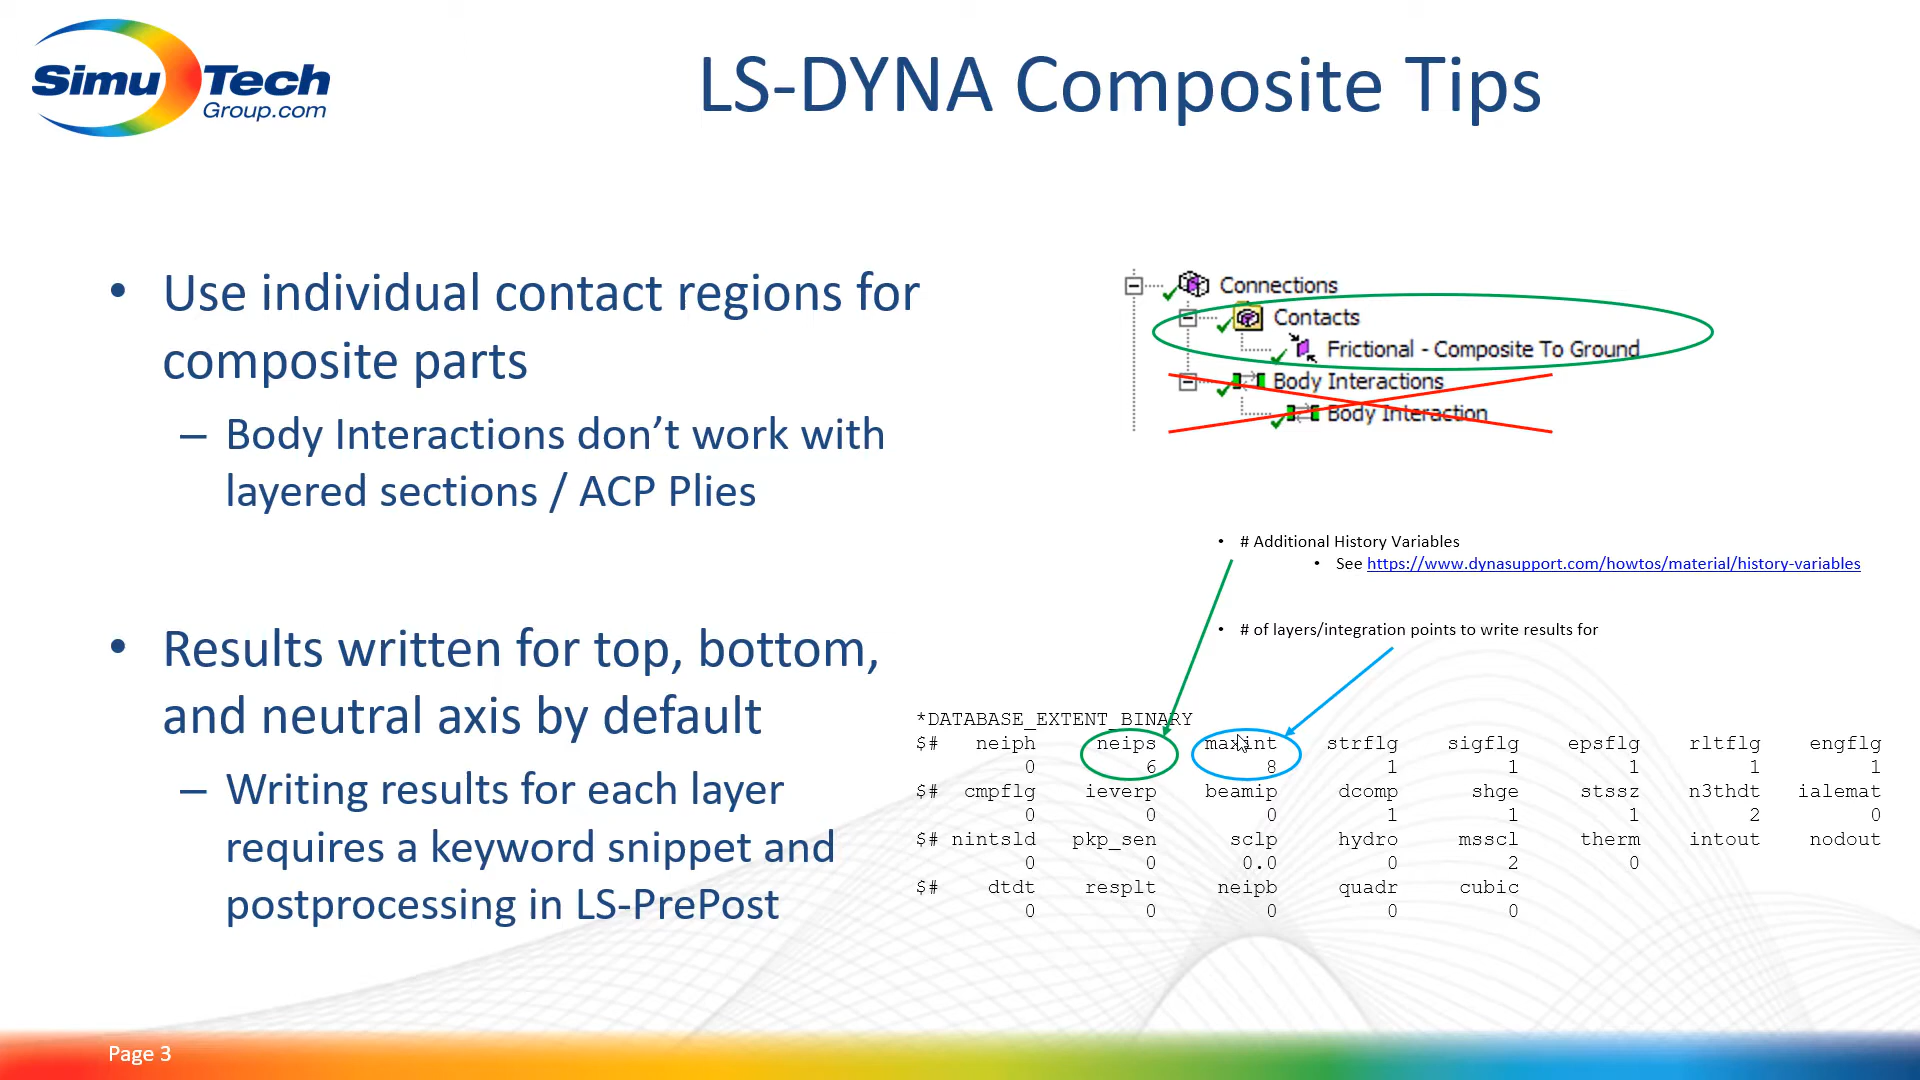 Simu Tech
Group.com
LS-DYNA Composite Tips
• Use individual contact regions for
composite parts
– Body Interactions don’t work with
layered sections / ACP Plies
• Results written for top, bottom,
and neutral axis by default
– Writing results for each layer
requires a keyword snippet and
postprocessing in LS-PrePost
Connections
Contacts
Frictional - Composite To Ground
Body Interactions
Body Interaction
• # Additional History Variables
• See https://www.dynasupport.com/howtos/material/history-variables
• # of layers/integration points to write results for
*DATABASE_EXTENT_BINARY
$# neiph neips maxint strflg sigflg epsflg rltflg engflg
0 6 8 1 1 1 1 1
$# cmpflg ieverp beamip dcomp shge stssz n3thdt ialemat
0 0 0 1 1 1 2 0
$# nintsld pkp_sen sclp hydro msscl therm intout nodout
0 0 0.0 0 2 0
$# dtdt resplt neipb quadr cubic
0 0 0 0 0
Page 3